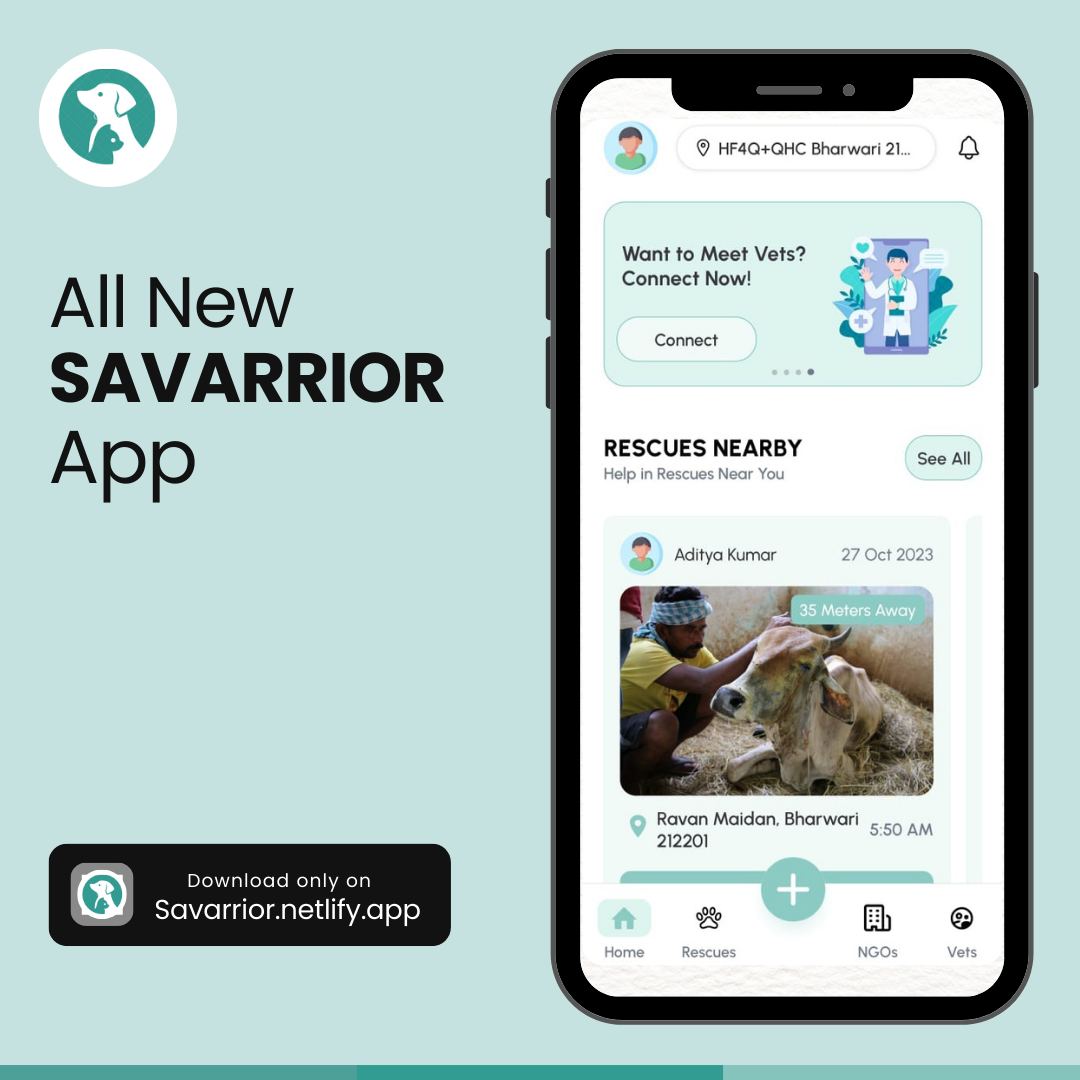 All New
SAVARRIOR
App
Download only on
Savarrior.netlify.app
HF4Q+QHC Bharwari 21...
Want to Meet Vets?
Connect Now!
Connect
RESCUES NEARBY
See All
Help in Rescues Near You
Aditya Kumar
27 Oct 2023
35 Meters Away
Ravan Maidan, Bharwari
212201
5:50 AM
Home
Rescues
NGOs
Vets